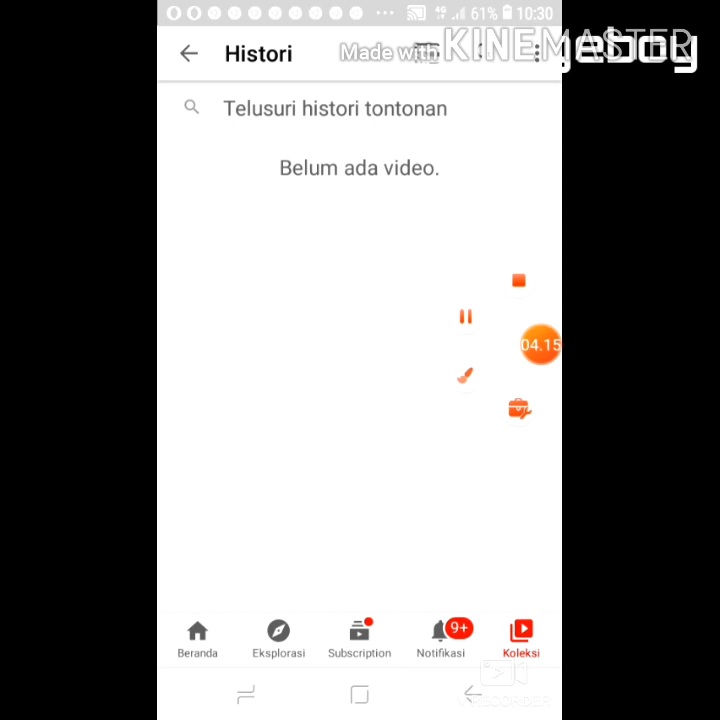 61% 10:30
Histori
Made with KINEMASTER
geboy
Telusuri histori tontonan
Belum ada video.
04.15
9+
Beranda Eksplorasi Subscription Notifikasi Koleksi